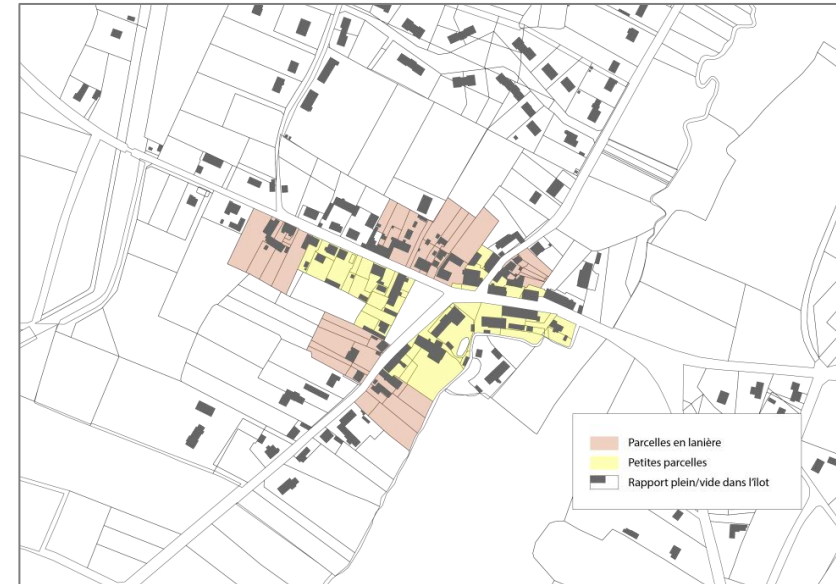 Parcelles en lanière
Petites parcelles
Rapport plein/vide dans l'îlot